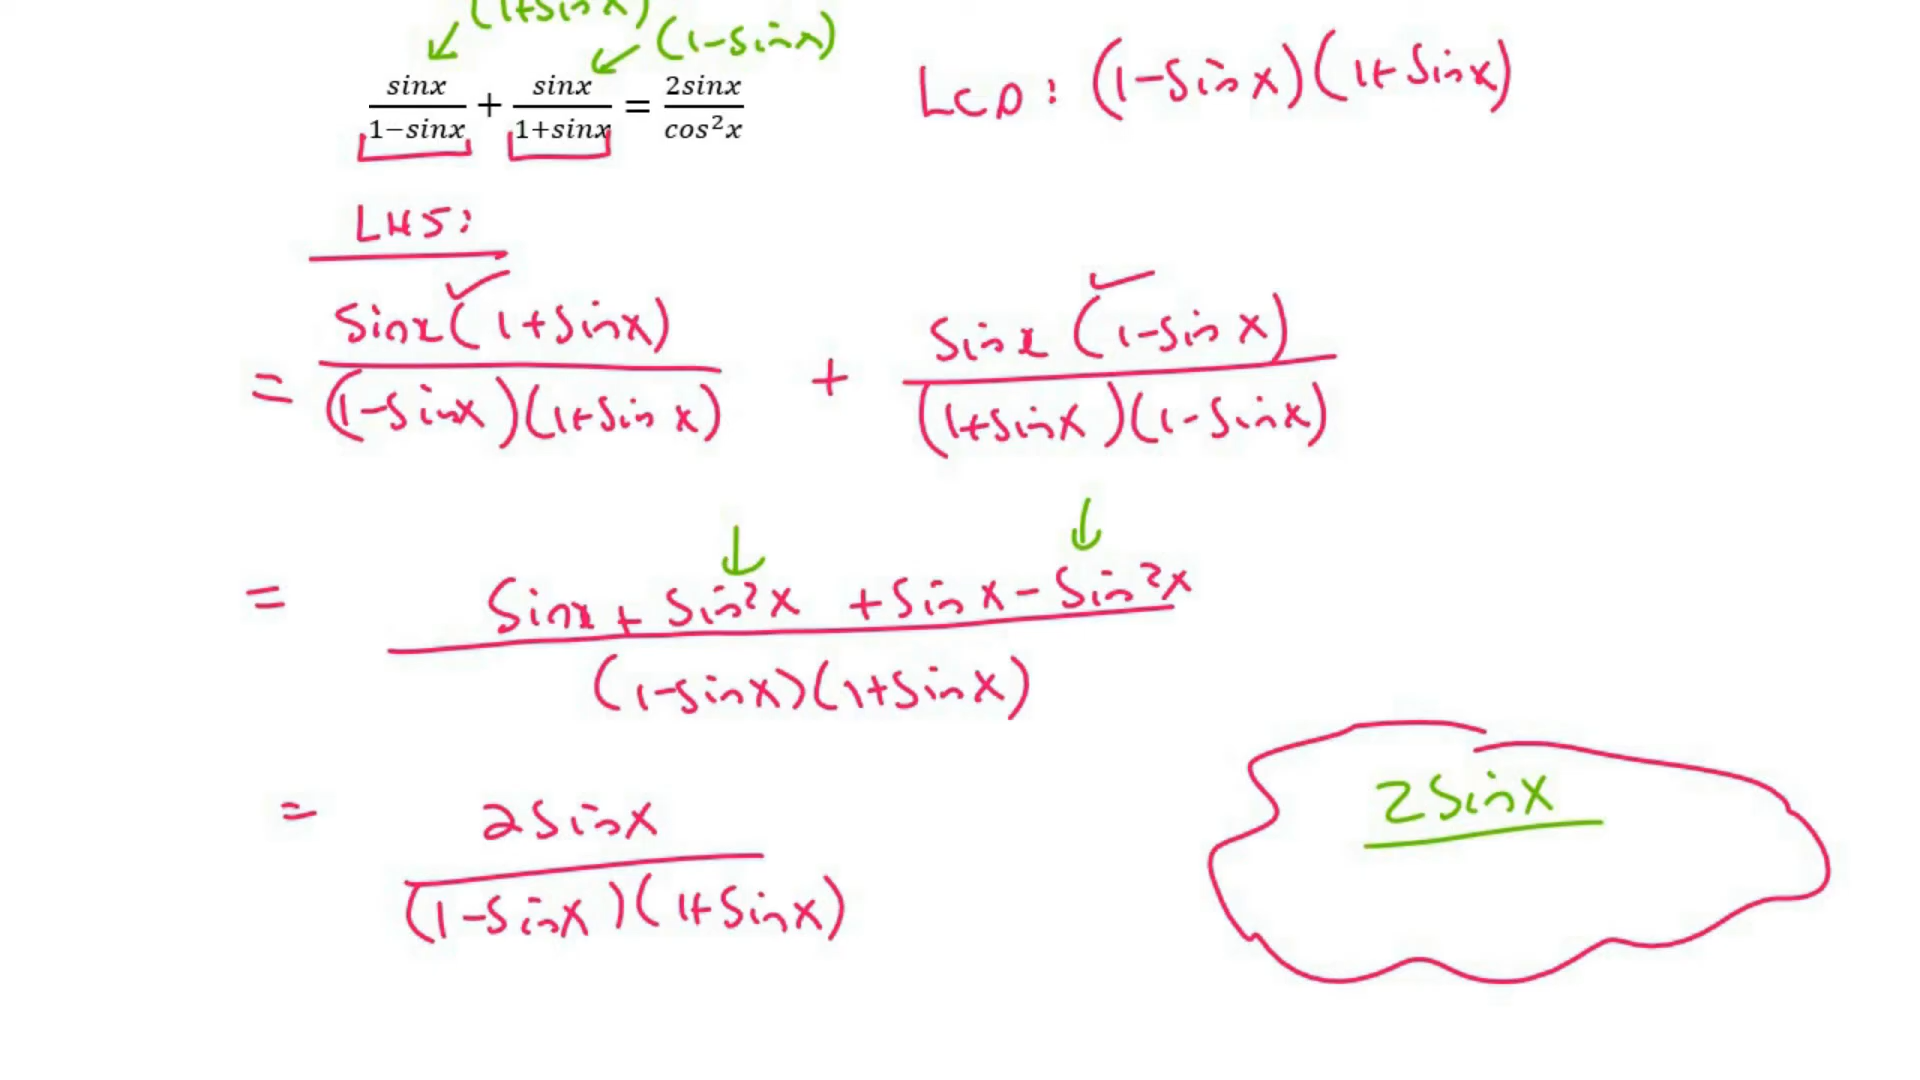 (1+sinx)
(1-sinx)
sinx/1−sinx + sinx/1+sinx = 2sinx/cos²x
LCD: (1-sinx)(1+sinx)
LHS:
= sinx(1+sinx)/(1-sinx)(1+sinx) + sinx(1-sinx)/(1+sinx)(1-sinx)
= sinx + sin²x + sinx - sin²x/(1-sinx)(1+sinx)
= 2sinx/(1-sinx)(1+sinx)
2sinx